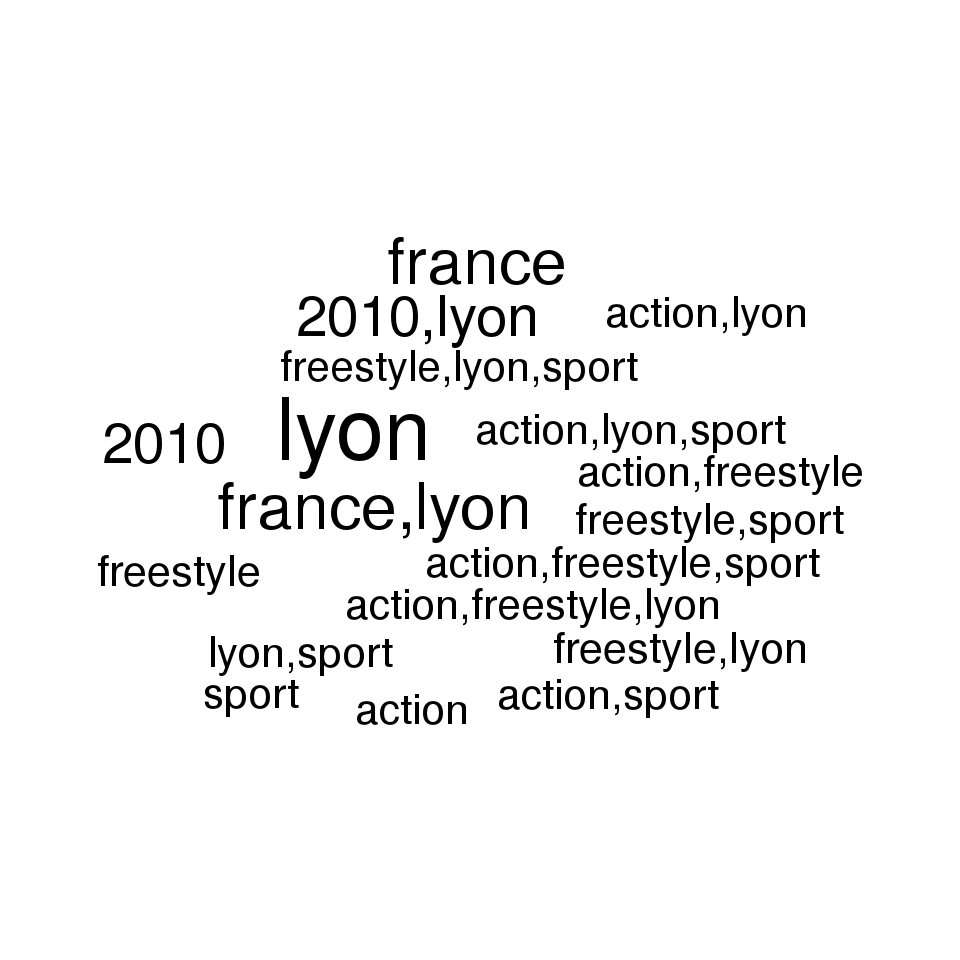 france
2010,lyon
action,lyon
freestyle,lyon,sport
lyon
action,lyon,sport
2010
action,freestyle
france,lyon
freestyle,sport
action,freestyle,sport
freestyle
action,freestyle,lyon
freestyle,lyon
lyon,sport
sport
action,sport
action